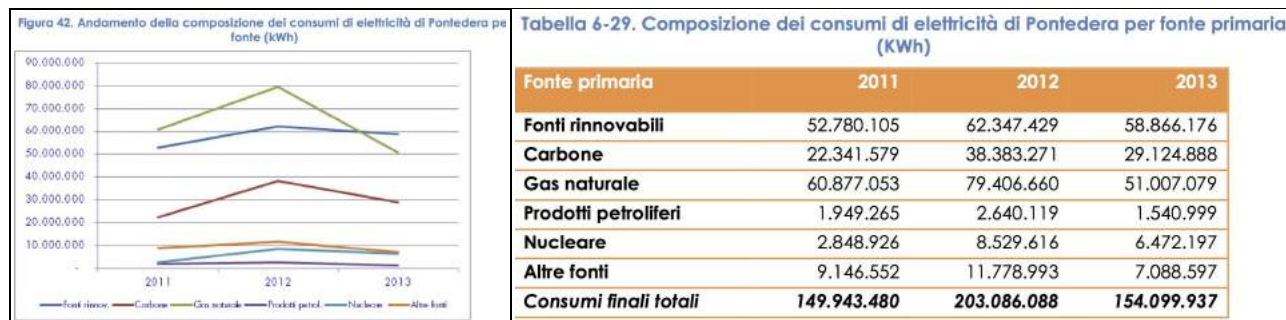 Figura 42. Andamento della composizione dei consumi di elettricità di Pontedera pe
fonte (kWh)
90.000.000
80.000.000
70.000.000
60.000.000
50.000.000
40.000.000
30.000.000
20.000.000
10.000.000
-
2011 2012 2013
Fonti rinnov. Carbone Gas naturale Prodotti petrol. Nucleare Altre fonti
Tabella 6-29. Composizione dei consumi di elettricità di Pontedera per fonte primaria
(KWh)
Fonte primaria 2011 2012 2013
Fonti rinnovabili 52.780.105 62.347.429 58.866.176
Carbone 22.341.579 38.383.271 29.124.888
Gas naturale 60.877.053 79.406.660 51.007.079
Prodotti petroliferi 1.949.265 2.640.119 1.540.999
Nucleare 2.848.926 8.529.616 6.472.197
Altre fonti 9.146.552 11.778.993 7.088.597
Consumi finali totali 149.943.480 203.086.088 154.099.937